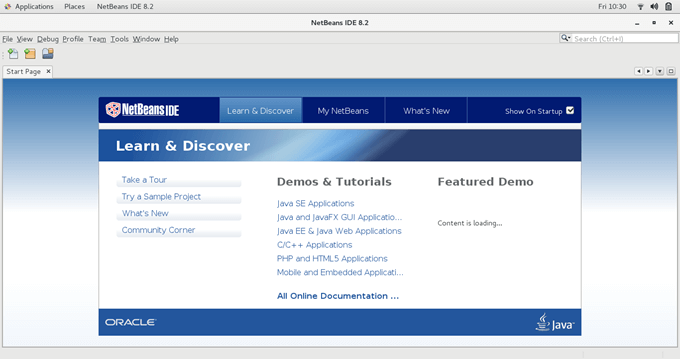 Applications Places NetBeans IDE 8.2 Fri 10:30
NetBeans IDE 8.2
File View Debug Profile Team Tools Window Help Search (Ctrl+I)
Start Page
NetBeans IDE Learn & Discover My NetBeans What's New Show On Startup
Learn & Discover
Take a Tour
Try a Sample Project
What's New
Community Corner
Demos & Tutorials
Java SE Applications
Java and JavaFX GUI Applicatio...
Java EE & Java Web Applications
C/C++ Applications
PHP and HTML5 Applications
Mobile and Embedded Applicati...
All Online Documentation ...
Featured Demo
Content is loading...
ORACLE Java